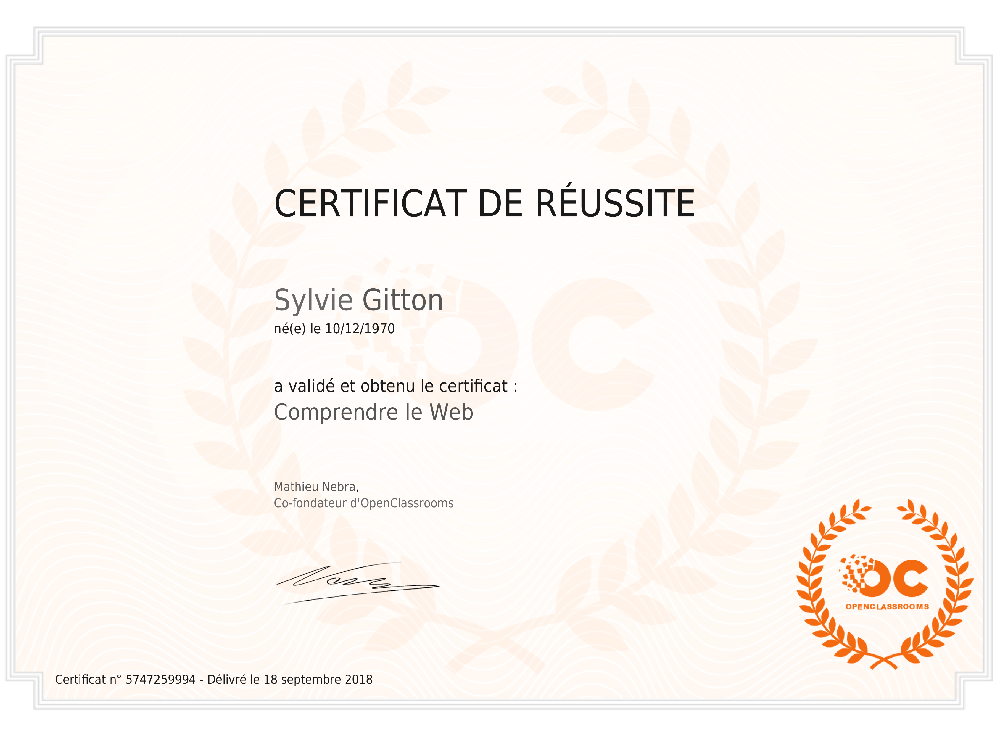 CERTIFICAT DE RÉUSSITE
Sylvie Gitton
né(e) le 10/12/1970
a validé et obtenu le certificat :
Comprendre le Web
Mathieu Nebra,
Co-fondateur d'OpenClassrooms
OC
OPENCLASSROOMS
Certificat n° 5747259994 - Délivré le 18 septembre 2018